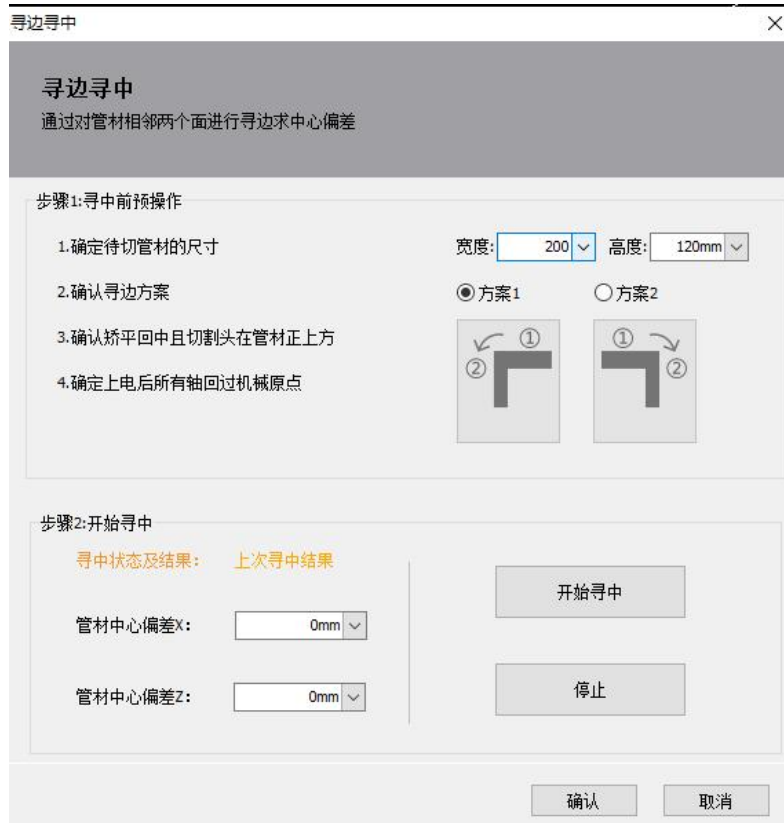 寻边寻中
寻边寻中
通过对管材相邻两个面进行寻边求中心偏差
步骤1:寻中前预操作
1.确定待切管材的尺寸
宽度: 200 高度: 120mm
2.确认寻边方案
方案1 方案2
3.确认矫平回中且切割头在管材正上方
① ①
② ②
4.确定上电后所有轴回过机械原点
步骤2:开始寻中
寻中状态及结果: 上次寻中结果
开始寻中
管材中心偏差X: 0mm
管材中心偏差Z: 0mm
停止
确认 取消